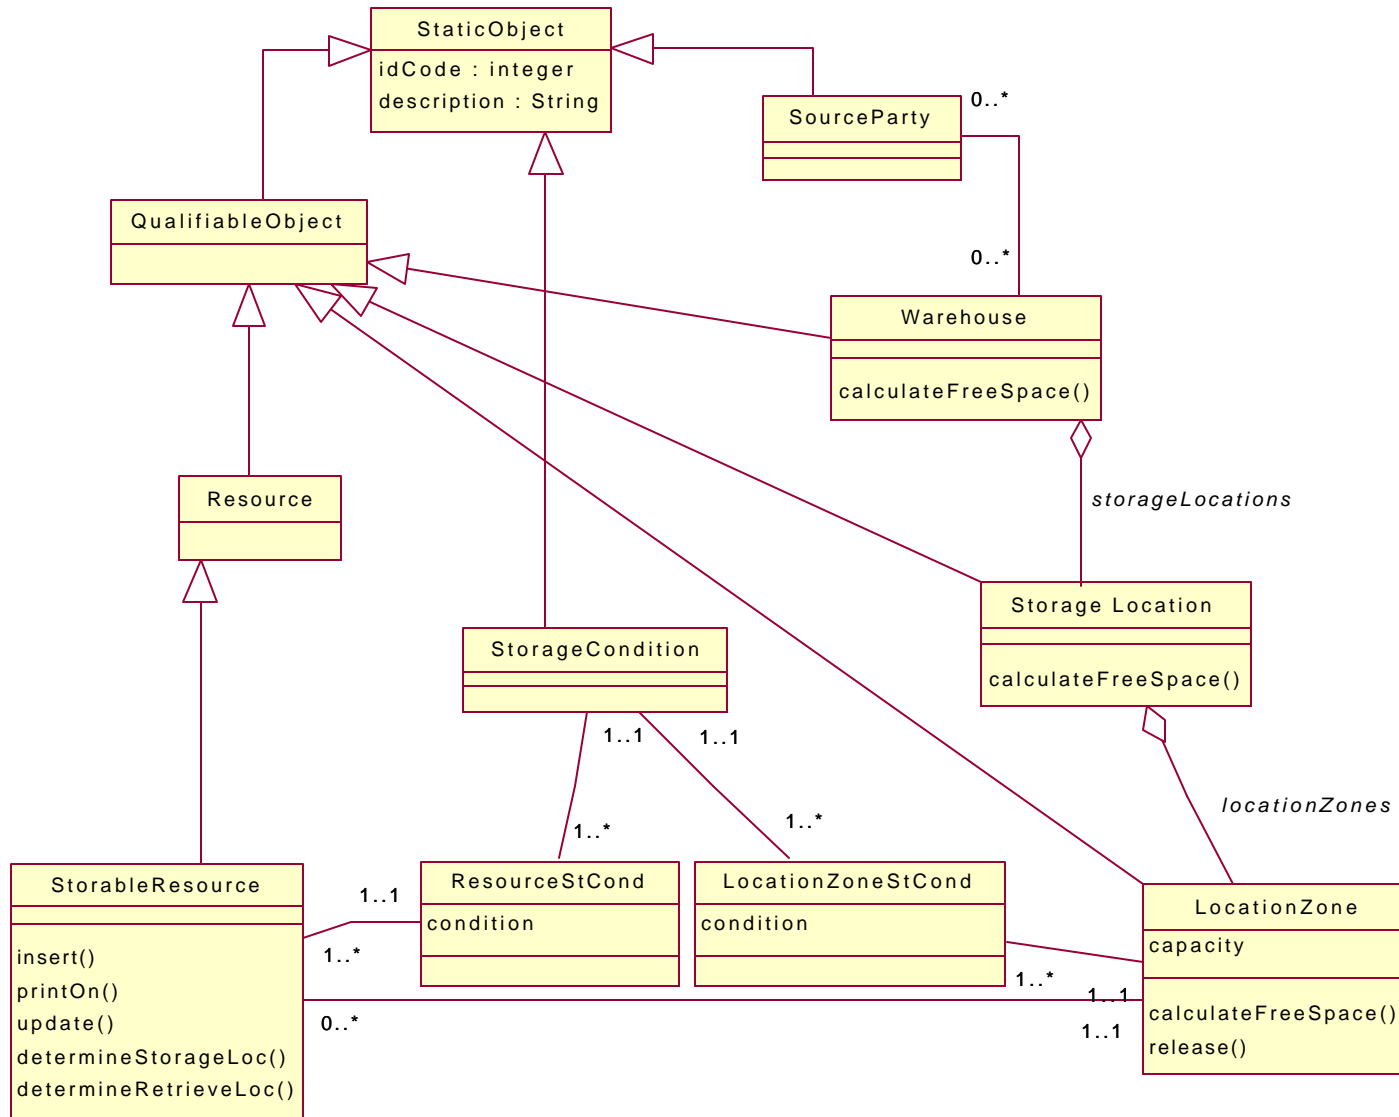 StaticObject
idCode : integer
description : String
SourceParty
0..*
QualifiableObject
0..*
Warehouse
calculateFreeSpace()
Resource
storageLocations
Storage Location
calculateFreeSpace()
StorageCondition
1..1
1..1
locationZones
1..*
1..*
StorableResource
insert()
printOn()
update()
determineStorageLoc()
determineRetrieveLoc()
1..1
1..*
ResourceStCond
condition
LocationZoneStCond
condition
LocationZone
capacity
calculateFreeSpace()
release()
1..*
1..1
0..*
1..1